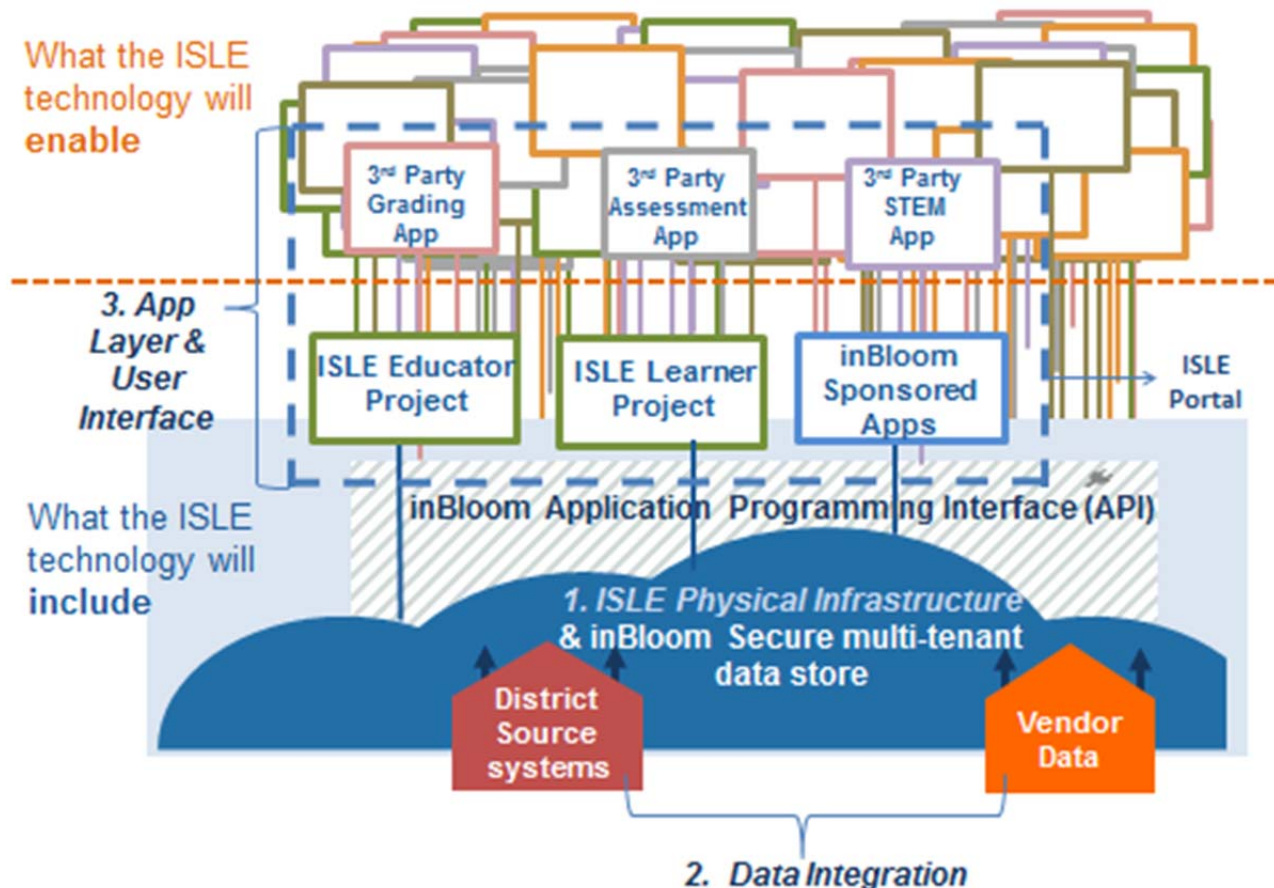 What the ISLE
technology will
enable
3rd Party
Grading
App
3rd Party
Assessment
App
3rd Party
STEM
App
3. App
Layer &
User
Interface
ISLE Educator
Project
ISLE Learner
Project
inBloom
Sponsored
Apps
ISLE
Portal
What the ISLE
technology will
include
inBloom Application Programming Interface (API)
1. ISLE Physical Infrastructure
& inBloom Secure multi-tenant
data store
District
Source
systems
Vendor
Data
2. Data Integration